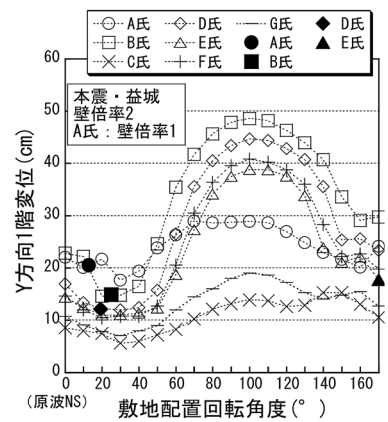 A氏 D氏 G氏 D氏
B氏 E氏 A氏 E氏
C氏 F氏 B氏
60
50
40
30
20
10
0
本震・益城
壁倍率2
A氏：壁倍率1
Y方向1階変位(cm)
0 20 40 60 80 100 120 140 160
(原波NS)
敷地配置回転角度(°)